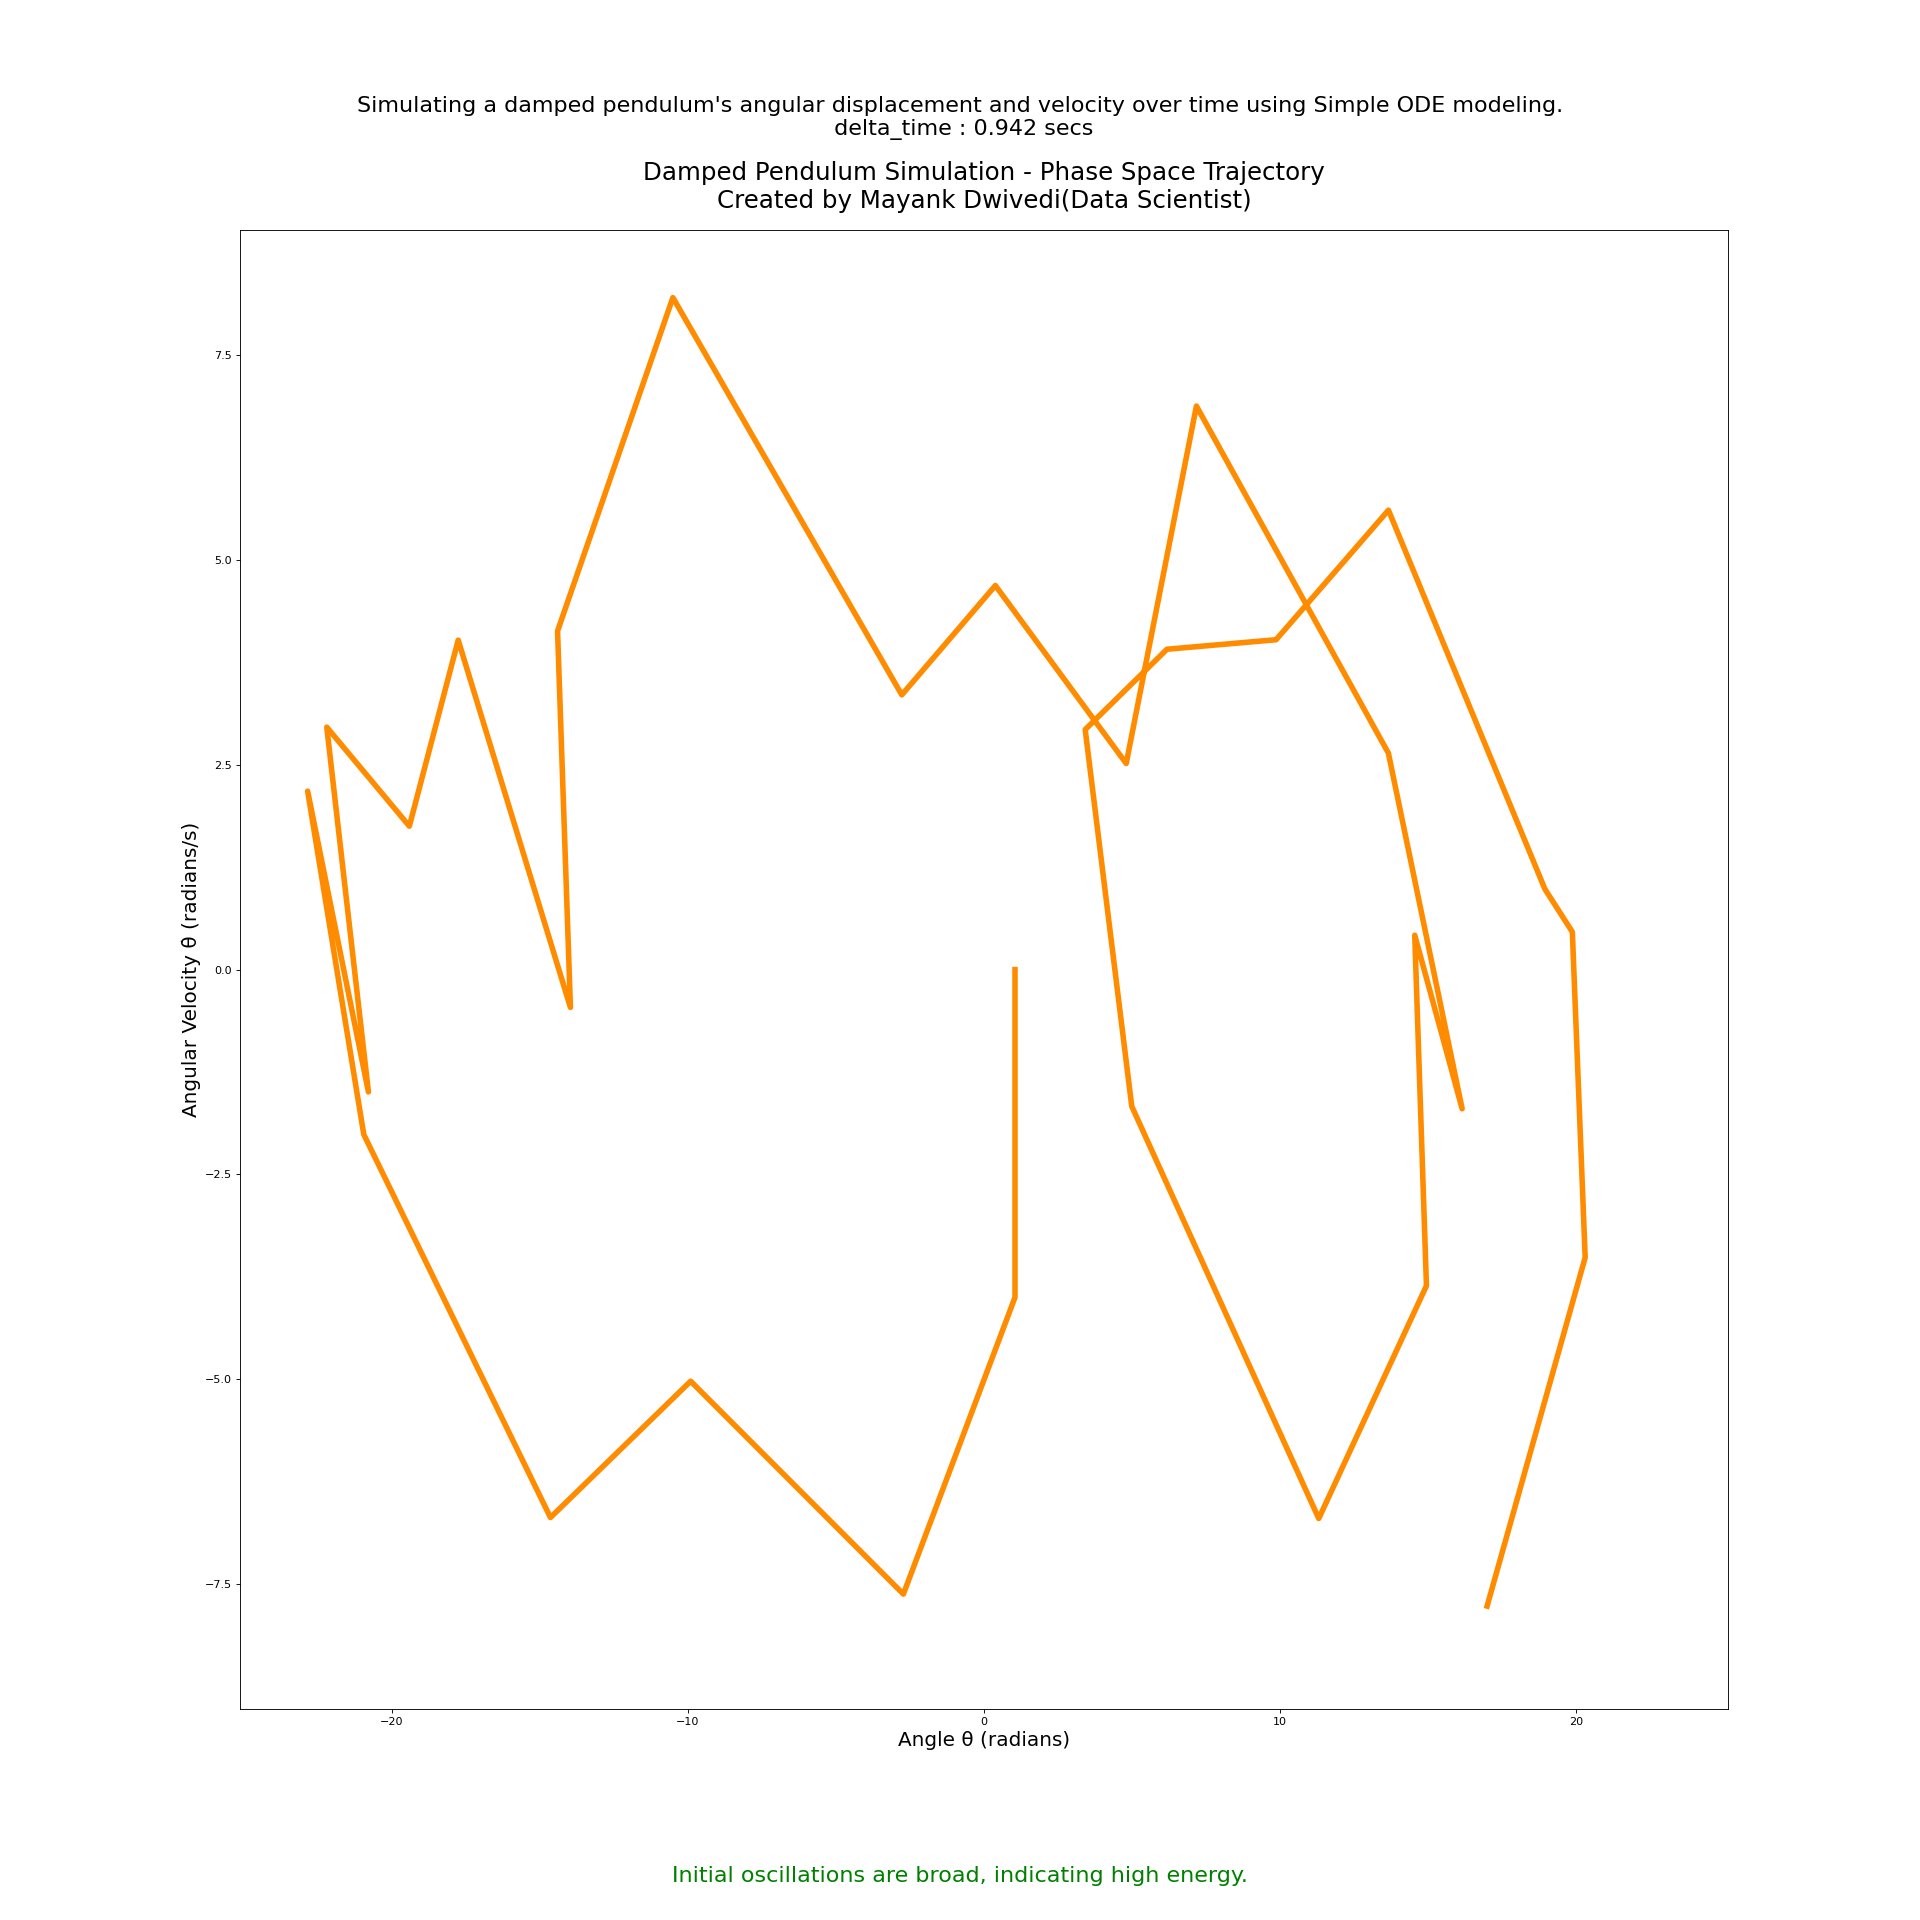 Simulating a damped pendulum's angular displacement and velocity over time using Simple ODE modeling.
delta_time : 0.942 secs
Damped Pendulum Simulation - Phase Space Trajectory
Created by Mayank Dwivedi(Data Scientist)
7.5
5.0
2.5
0.0
−2.5
−5.0
−7.5
Angular Velocity θ (radians/s)
−20
−10
0
10
20
Angle θ (radians)
Initial oscillations are broad, indicating high energy.